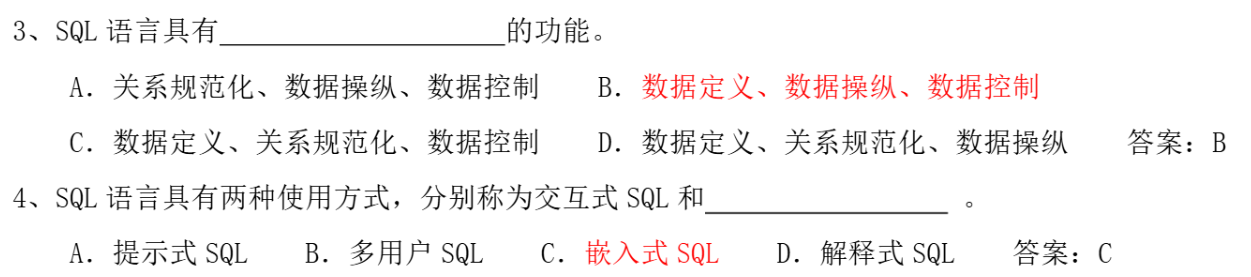 3、SQL 语言具有____________________的功能。
A. 关系规范化、数据操纵、数据控制 B. 数据定义、数据操纵、数据控制
C. 数据定义、关系规范化、数据控制 D. 数据定义、关系规范化、数据操纵 答案：B
4、SQL 语言具有两种使用方式，分别称为交互式 SQL 和_________________ 。
A. 提示式 SQL B. 多用户 SQL C. 嵌入式 SQL D. 解释式 SQL 答案：C